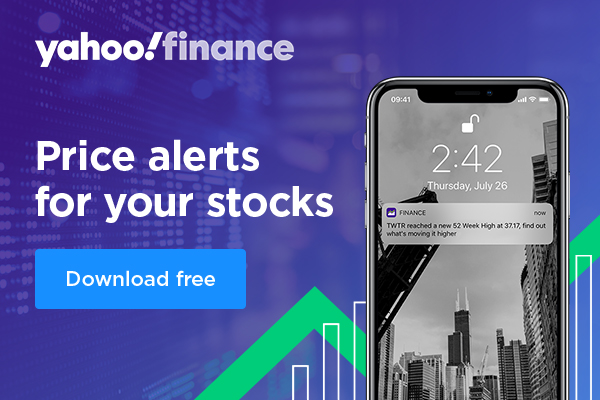 yahoo!finance
Price alerts
for your stocks
Download free
09:41
2:42
Thursday, July 26
FINANCE
now
TWTR reached a new 52 Week High at 37.17, find out
what's moving it higher